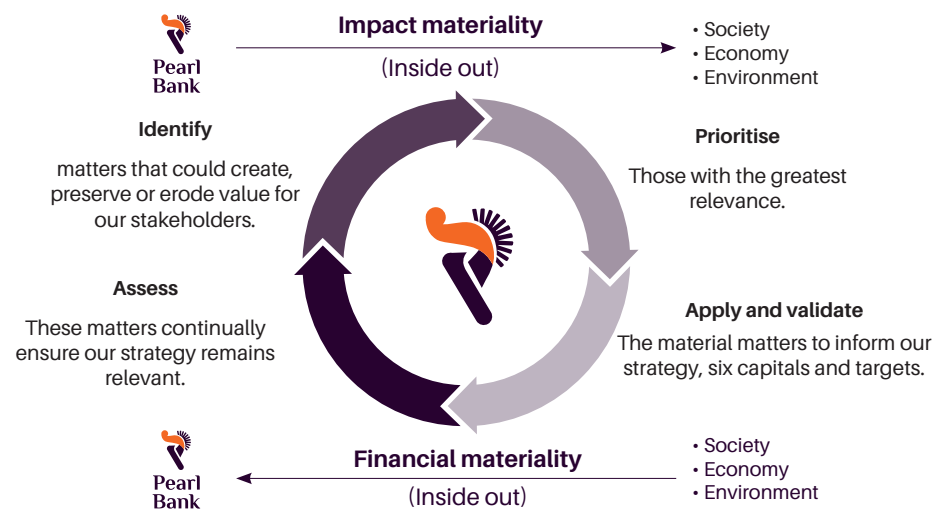 Impact materiality
(Inside out)
Pearl
Bank
• Society
• Economy
• Environment
Identify
matters that could create,
preserve or erode value for
our stakeholders.
Prioritise
Those with the greatest
relevance.
Assess
These matters continually
ensure our strategy remains
relevant.
Apply and validate
The material matters to inform our
strategy, six capitals and targets.
Pearl
Bank
Financial materiality
(Inside out)
• Society
• Economy
• Environment